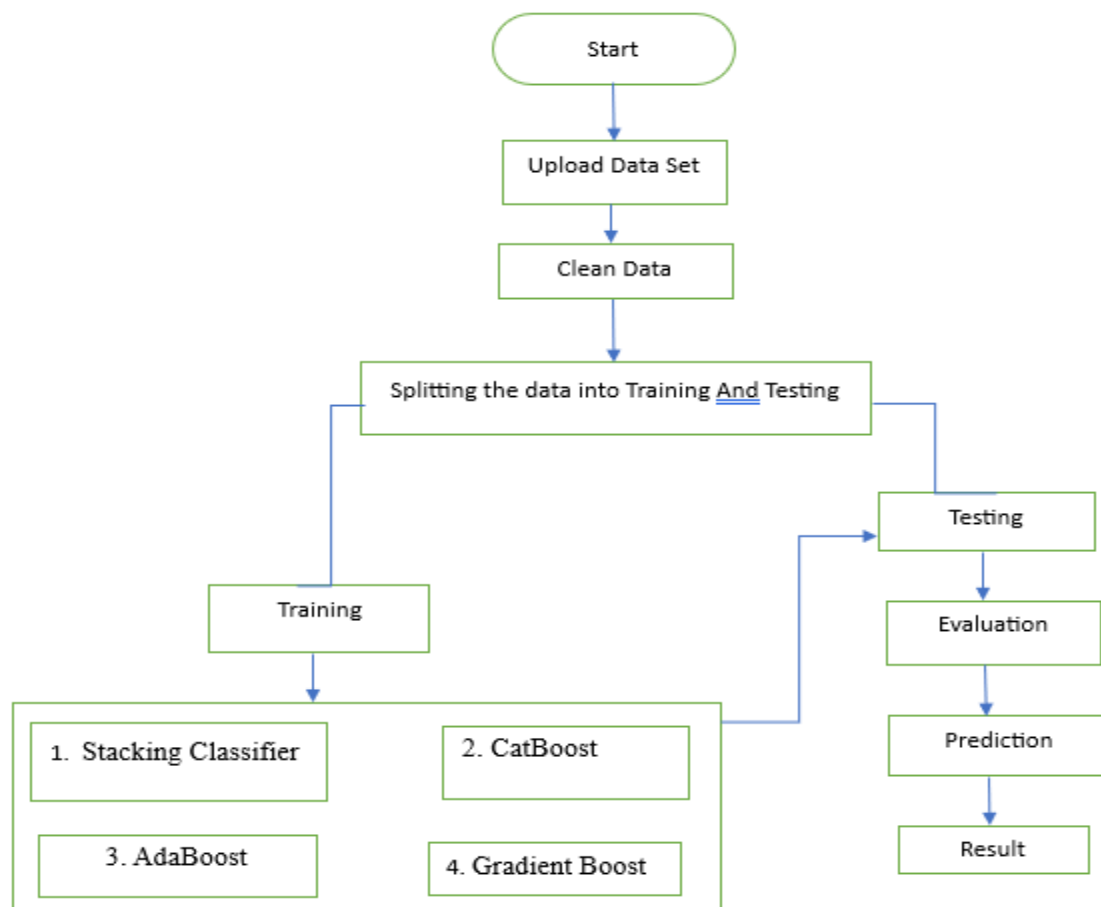 Start
Upload Data Set
Clean Data
Splitting the data into Training And Testing
Testing
Training
Evaluation
1. Stacking Classifier
2. CatBoost
Prediction
3. AdaBoost
4. Gradient Boost
Result